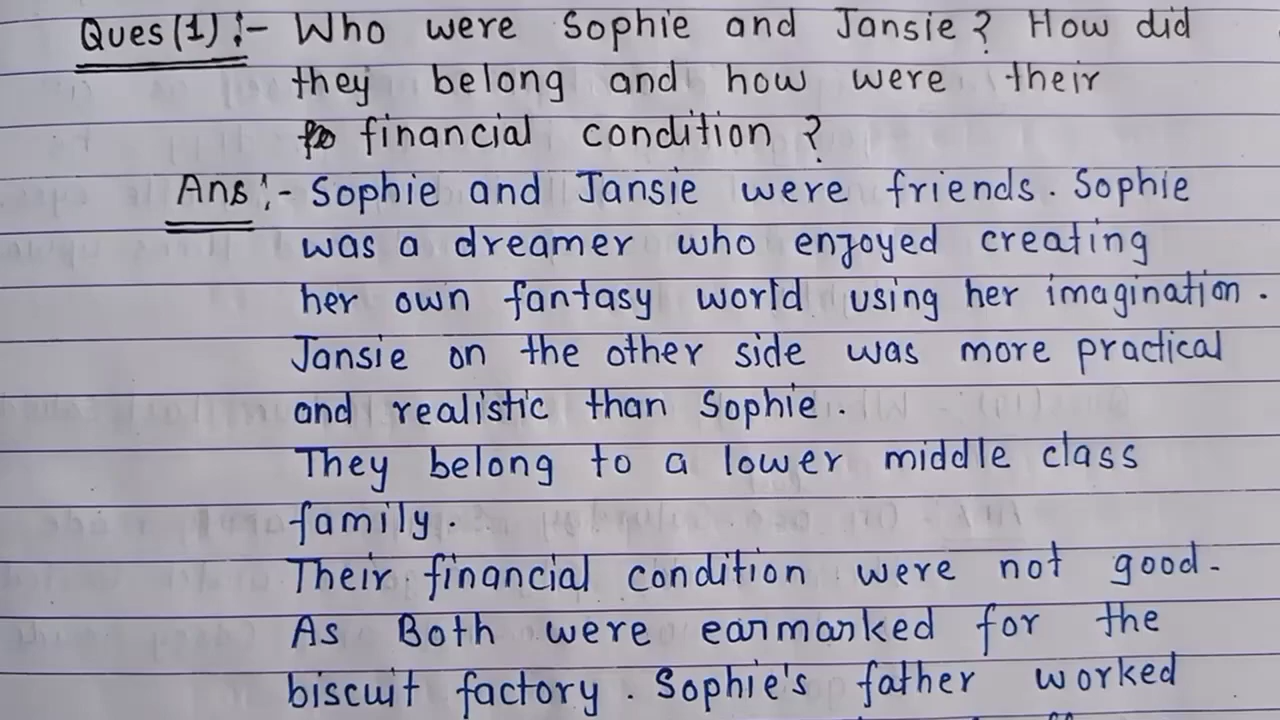 Ques(1):- Who were Sophie and Jansie? How did
they belong and how were their
financial condition?
Ans:- Sophie and Jansie were friends. Sophie
was a dreamer who enjoyed creating
her own fantasy world using her imagination.
Jansie on the other side was more practical
and realistic than Sophie.
They belong to a lower middle class
family.
Their financial condition were not good.
As Both were earmarked for the
biscuit factory. Sophie's father worked